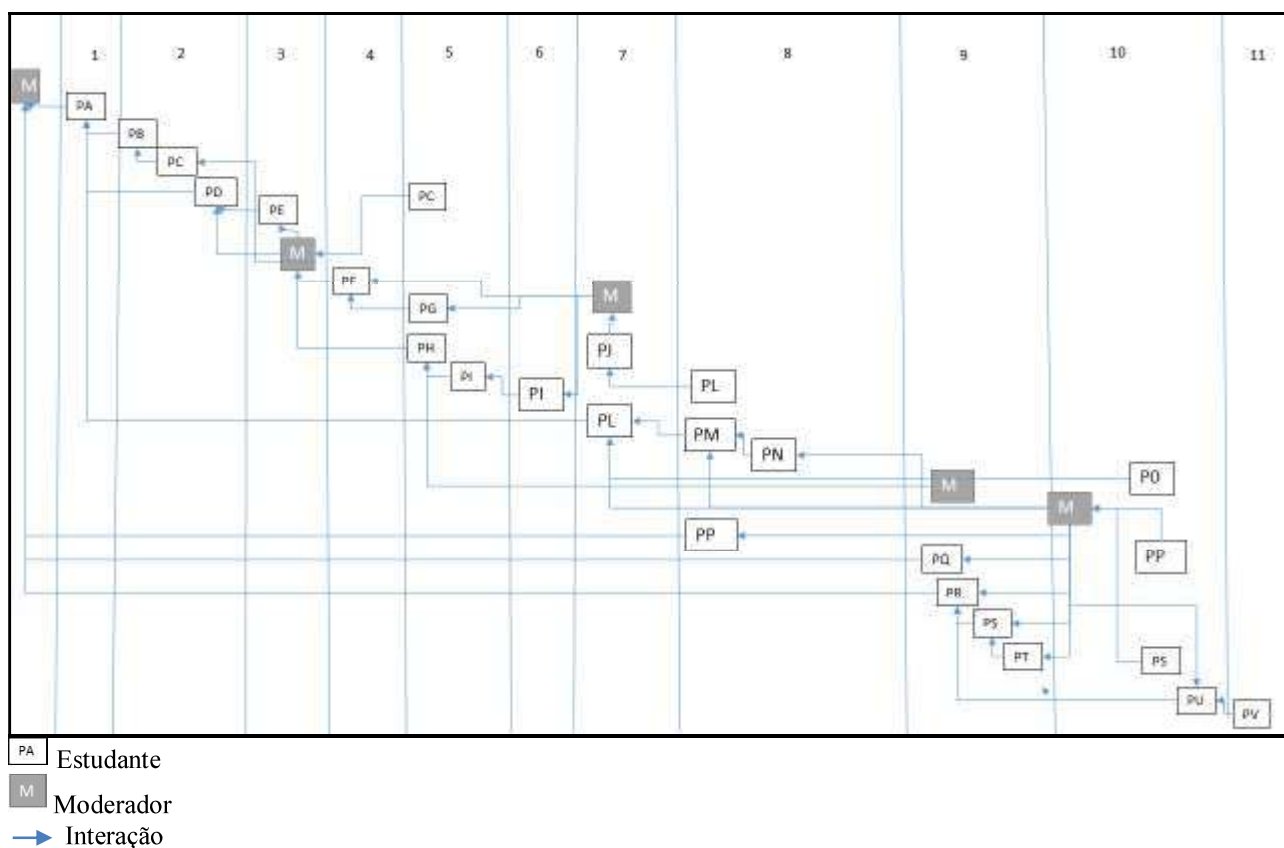 1 2 3 4 5 6 7 8 9 10 11
M
PA
PB
PC
PD
PC
PE
M
PF
M
PG
PH
PJ
PI
PL
PI
PL
PM
PN
PO
M
M
PP
PP
PQ
PR
PS
PT
PS
PU
PV
PA Estudante
M Moderador
Interação